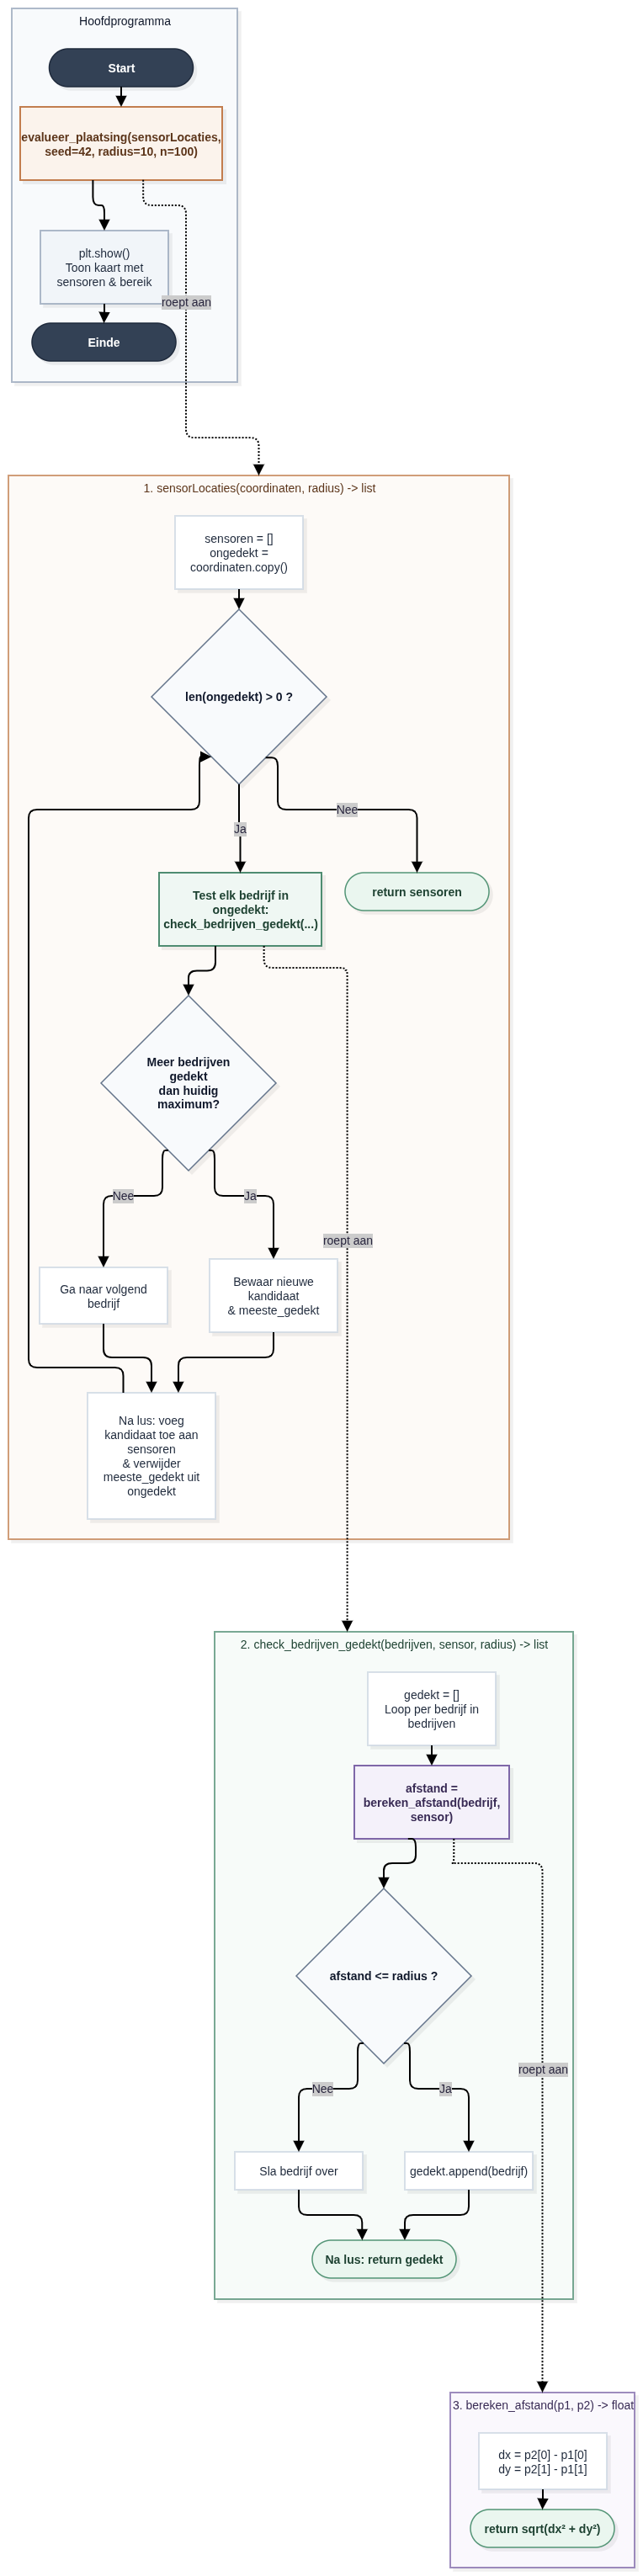 Hoofdprogramma
Start
evalueer_plaatsing(sensorLocaties,
seed=42, radius=10, n=100)
plt.show()
Toon kaart met
sensoren & bereik
roept aan
Einde
1. sensorLocaties(coordinaten, radius) -> list
sensoren = []
ongedekt =
coordinaten.copy()
len(ongedekt) > 0 ?
Nee
Ja
Test elk bedrijf in
ongedekt:
check_bedrijven_gedekt(...)
return sensoren
Meer bedrijven
gedekt
dan huidig
maximum?
Nee
Ja
roept aan
Ga naar volgend
bedrijf
Bewaar nieuwe
kandidaat
& meeste_gedekt
Na lus: voeg
kandidaat toe aan
sensoren
& verwijder
meeste_gedekt uit
ongedekt
2. check_bedrijven_gedekt(bedrijven, sensor, radius) -> list
gedekt = []
Loop per bedrijf in
bedrijven
afstand =
bereken_afstand(bedrijf,
sensor)
afstand <= radius ?
roept aan
Nee
Ja
Sla bedrijf over
gedekt.append(bedrijf)
Na lus: return gedekt
3. bereken_afstand(p1, p2) -> float
dx = p2[0] - p1[0]
dy = p2[1] - p1[1]
return sqrt(dx² + dy²)